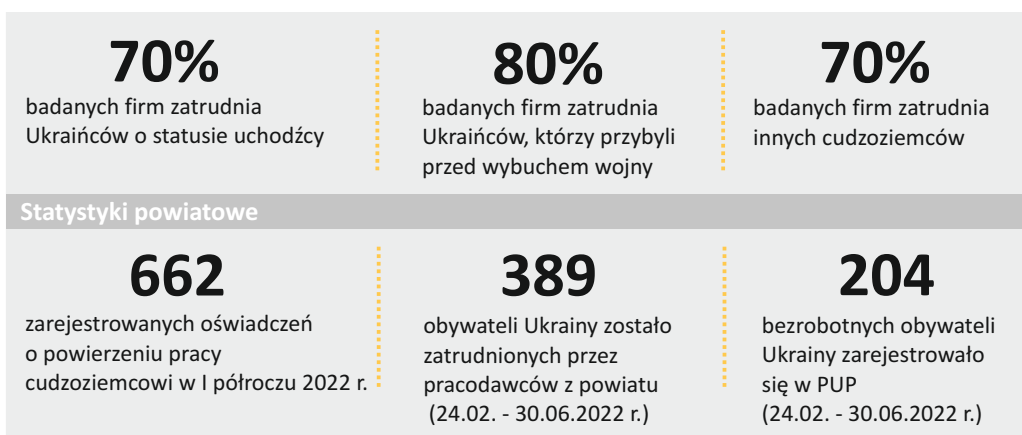 70%
badanych firm zatrudnia
Ukraińców o statusie uchodźcy
80%
badanych firm zatrudnia
Ukraińców, którzy przybyli
przed wybuchem wojny
70%
badanych firm zatrudnia
innych cudzoziemców
Statystyki powiatowe
662
zarejestrowanych oświadczeń
o powierzeniu pracy
cudzoziemcowi w I półroczu 2022 r.
389
obywateli Ukrainy zostało
zatrudnionych przez
pracodawców z powiatu
(24.02. - 30.06.2022 r.)
204
bezrobotnych obywateli
Ukrainy zarejestrowało
się w PUP
(24.02. - 30.06.2022 r.)